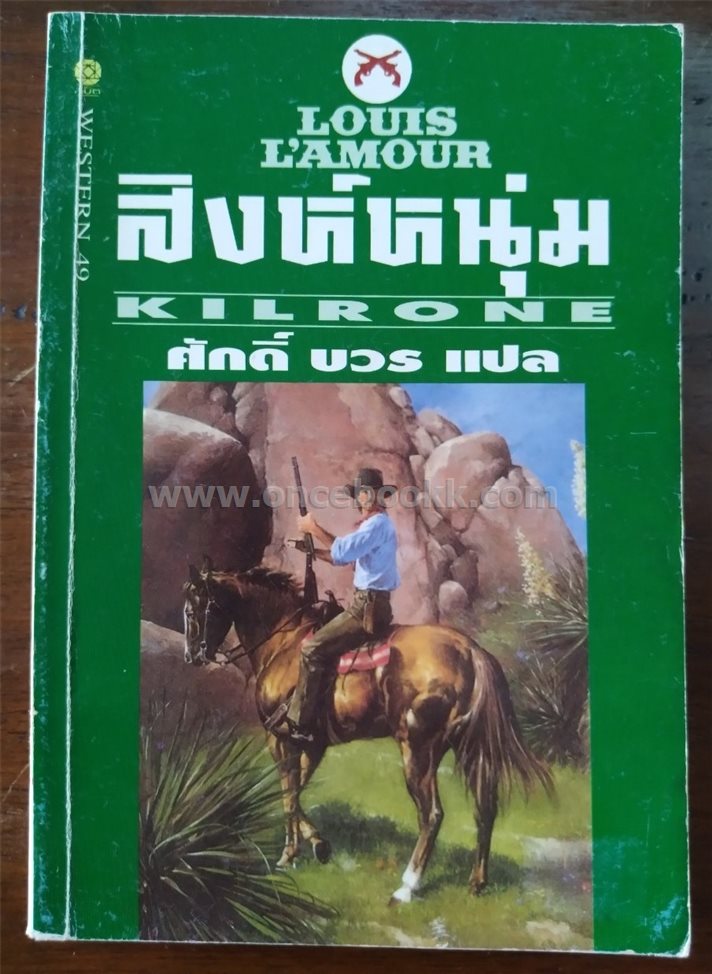 LOUIS
L'AMOUR
สิงห์หนุ่ม
KILRONE
ศักดิ์ บวร แปล
WESTERN 49
www.oncebookk.com